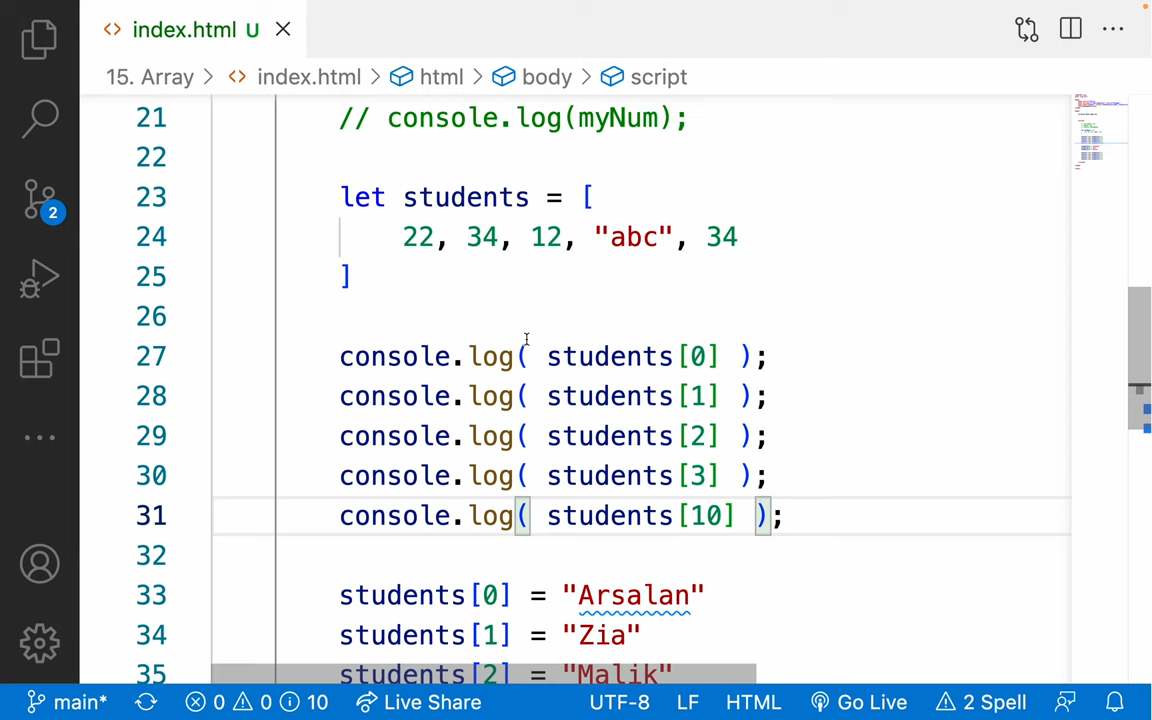 index.html U
15. Array > index.html > html > body > script
21 // console.log(myNum);
22
23 let students = [
24 22, 34, 12, "abc", 34
25 ]
26
27 console.log( students[0] );
28 console.log( students[1] );
29 console.log( students[2] );
30 console.log( students[3] );
31 console.log( students[10] );
32
33 students[0] = "Arsalan"
34 students[1] = "Zia"
35 students[2] = "Malik"
2
main* 0 0 10 Live Share UTF-8 LF HTML Go Live 2 Spell